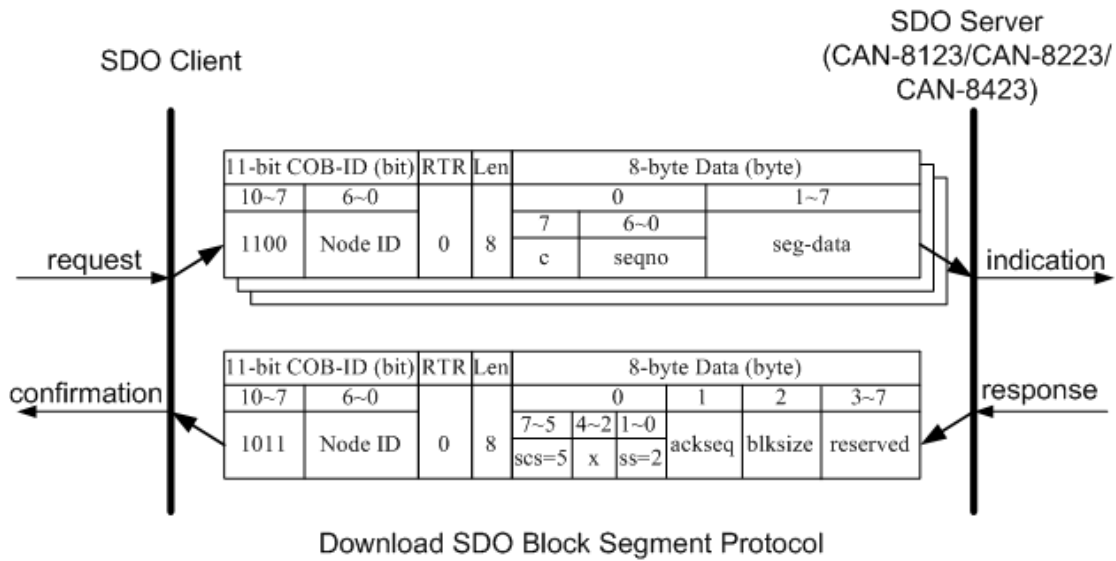 SDO Client
SDO Server
(CAN-8123/CAN-8223/
CAN-8423)
11-bit COB-ID (bit) RTR Len 8-byte Data (byte)
10~7 6~0 0 1~7
7 6~0
1100 Node ID 0 8 seg-data
c seqno
request
indication
11-bit COB-ID (bit) RTR Len 8-byte Data (byte)
10~7 6~0 0 1 2 3~7
confirmation
response
7~5 4~2 1~0
1011 Node ID 0 8 ackseq blksize reserved
scs=5 x ss=2
Download SDO Block Segment Protocol